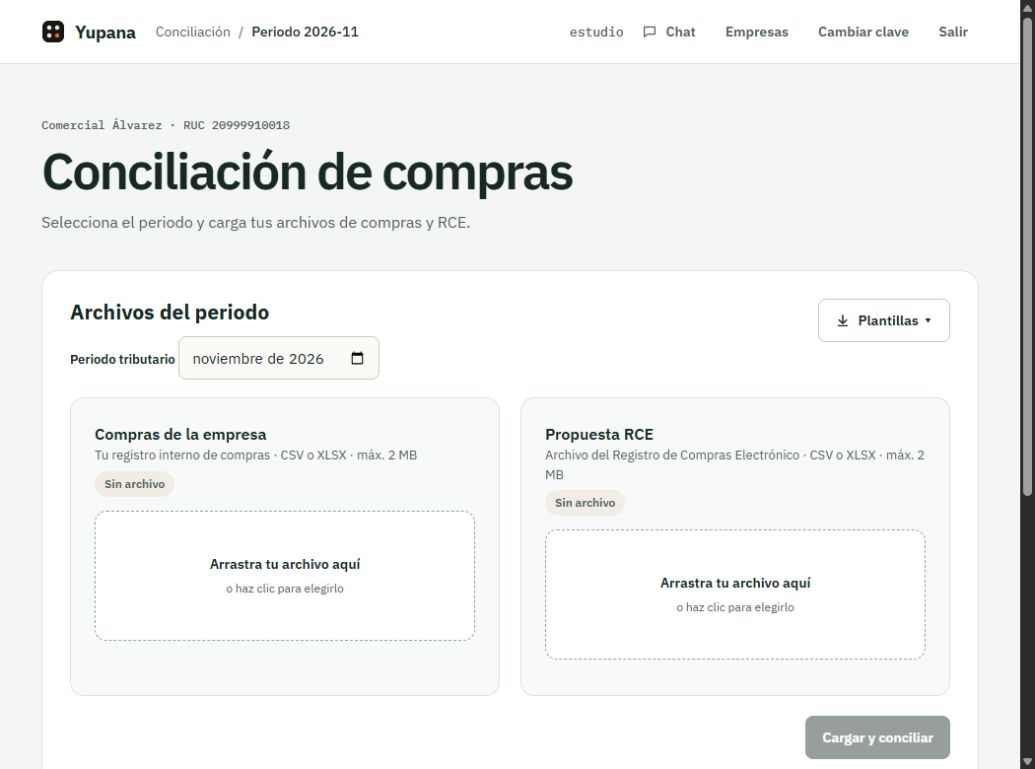 Yupana Conciliación / Periodo 2026-11 estudio Chat Empresas Cambiar clave Salir
Comercial Álvarez · RUC 20999910018
Conciliación de compras
Selecciona el periodo y carga tus archivos de compras y RCE.
Archivos del periodo
Plantillas
Periodo tributario noviembre de 2026
Compras de la empresa
Tu registro interno de compras · CSV o XLSX · máx. 2 MB
Sin archivo
Arrastra tu archivo aquí
o haz clic para elegirlo
Propuesta RCE
Archivo del Registro de Compras Electrónico · CSV o XLSX · máx. 2
MB
Sin archivo
Arrastra tu archivo aquí
o haz clic para elegirlo
Cargar y conciliar